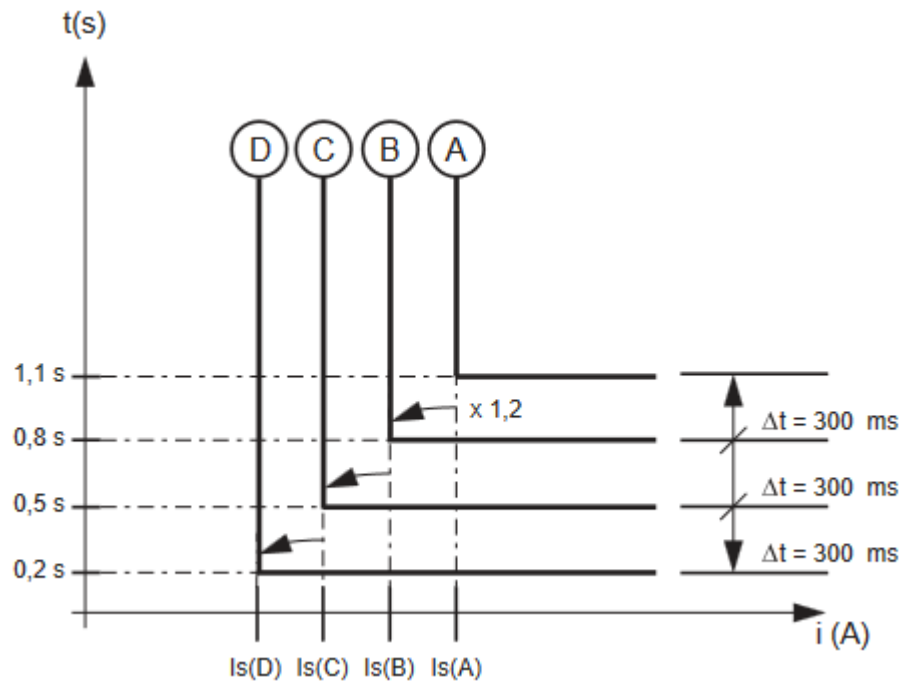 t(s)
D C B A
1,1 s
x 1,2
0,8 s
Δt = 300 ms
0,5 s
Δt = 300 ms
0,2 s
Δt = 300 ms
i (A)
Is(D) Is(C) Is(B) Is(A)